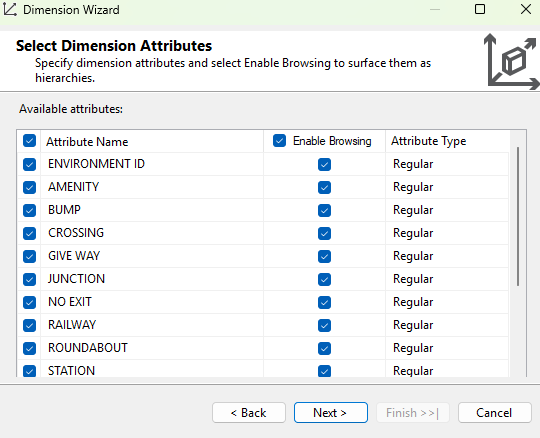 Dimension Wizard
Select Dimension Attributes
Specify dimension attributes and select Enable Browsing to surface them as
hierarchies.
Available attributes:
Attribute Name Enable Browsing Attribute Type
ENVIRONMENT ID Regular
AMENITY Regular
BUMP Regular
CROSSING Regular
GIVE WAY Regular
JUNCTION Regular
NO EXIT Regular
RAILWAY Regular
ROUNDABOUT Regular
STATION Regular
< Back Next > Finish >>| Cancel